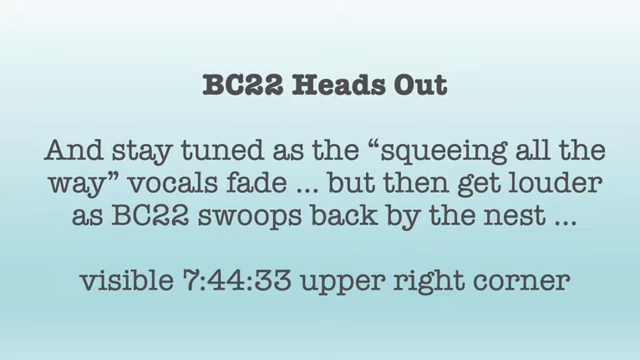 BC22 Heads Out
And stay tuned as the “squeeing all the
way” vocals fade ... but then get louder
as BC22 swoops back by the nest ...
visible 7:44:33 upper right corner